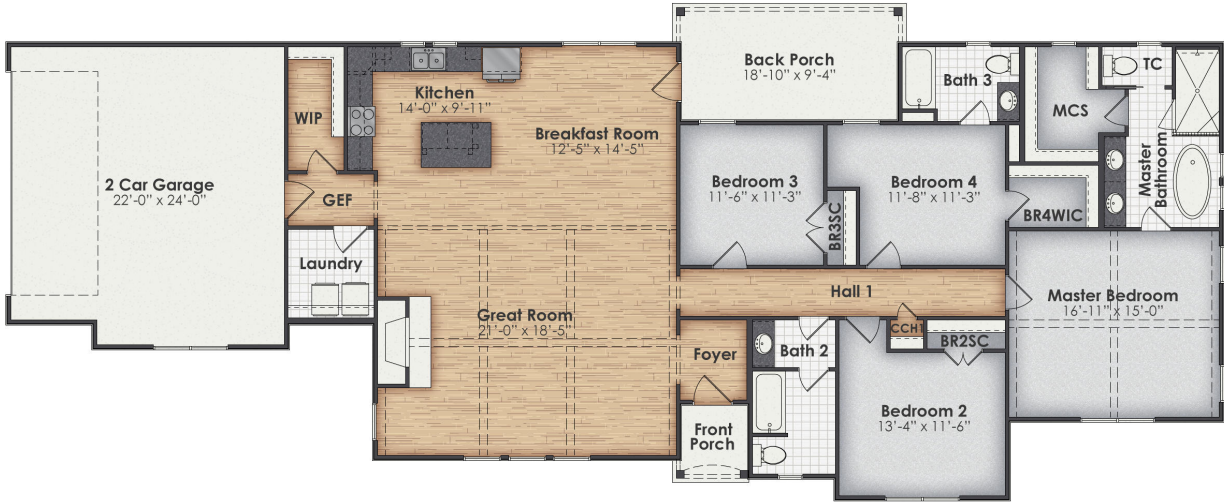 2 Car Garage
22'-0" x 24'-0"
WIP
Kitchen
14'-0" x 9'-11"
Breakfast Room
12'-5" x 14'-5"
GEF
Laundry
Great Room
21'-0" x 18'-5"
Back Porch
18'-10" x 9'-4"
Bath 3
MCS
TC
Master
Bathroom
Bedroom 3
11'-6" x 11'-3"
BR3SC
Bedroom 4
11'-8" x 11'-3"
BR4WIC
Hall 1
Master Bedroom
16'-11" x 15'-0"
Foyer
Bath 2
CCH1
BR2SC
Bedroom 2
13'-4" x 11'-6"
Front
Porch